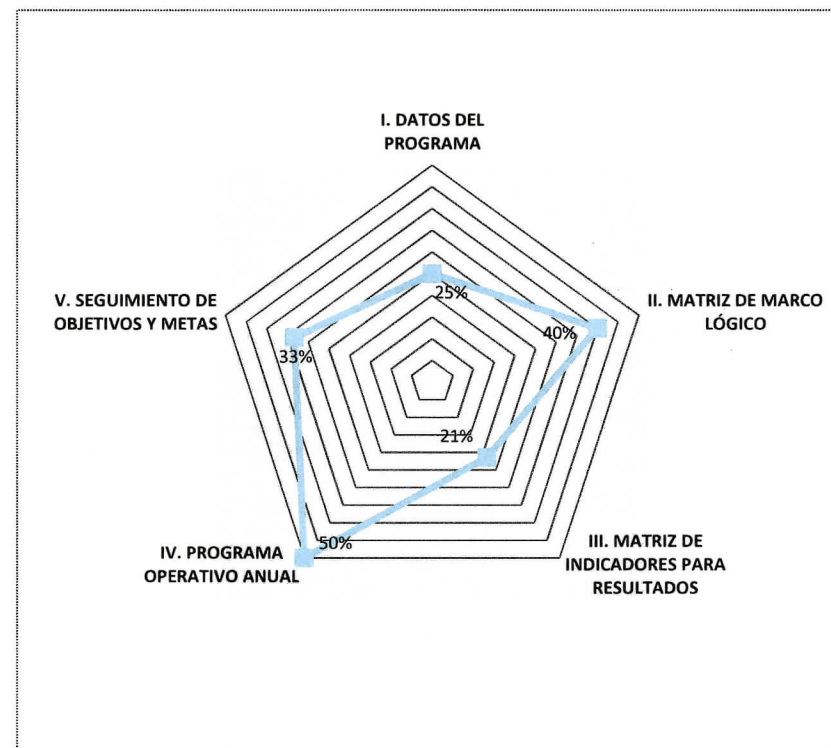 I. DATOS DEL
PROGRAMA
25%
V. SEGUIMIENTO DE
OBJETIVOS Y METAS
33%
40%
II. MATRIZ DE MARCO
LÓGICO
21%
IV. PROGRAMA
OPERATIVO ANUAL
50%
III. MATRIZ DE
INDICADORES PARA
RESULTADOS